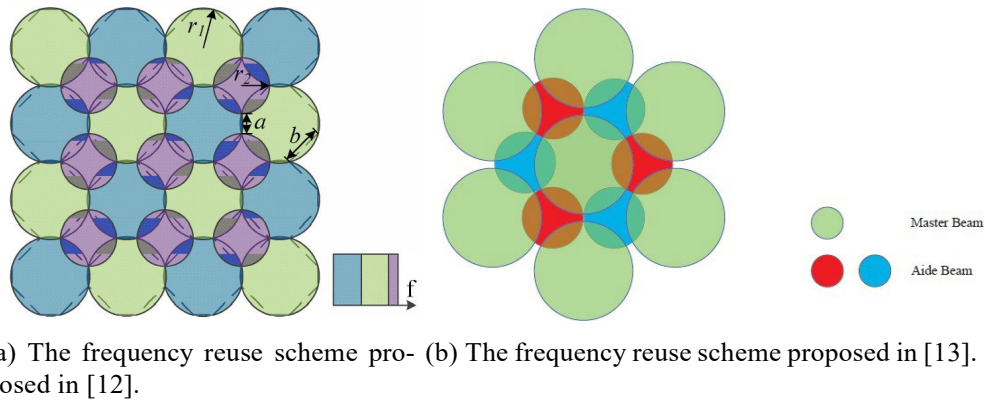 r1
r2
a
b
f
Master Beam
Aide Beam
a) The frequency reuse scheme pro-
osed in [12].
(b) The frequency reuse scheme proposed in [13].